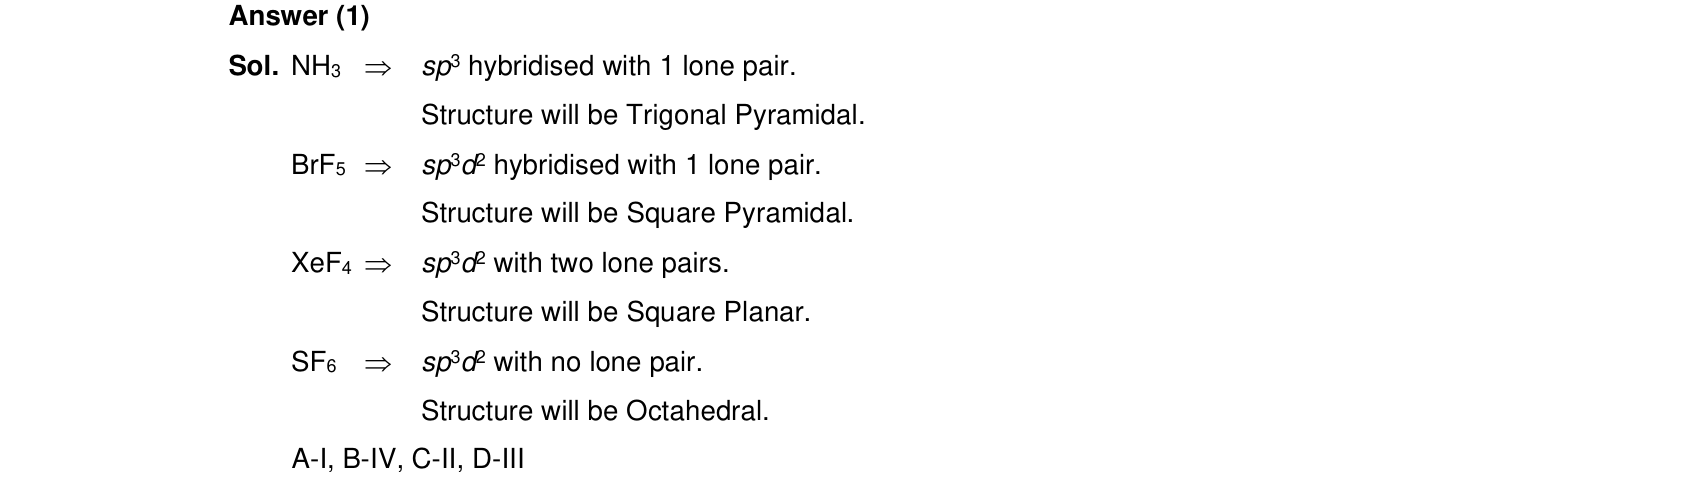 Answer (1)
Sol. NH₃ ⇒ sp³ hybridised with 1 lone pair.
Structure will be Trigonal Pyramidal.
BrF₅ ⇒ sp³d² hybridised with 1 lone pair.
Structure will be Square Pyramidal.
XeF₄ ⇒ sp³d² with two lone pairs.
Structure will be Square Planar.
SF₆ ⇒ sp³d² with no lone pair.
Structure will be Octahedral.
A-I, B-IV, C-II, D-III